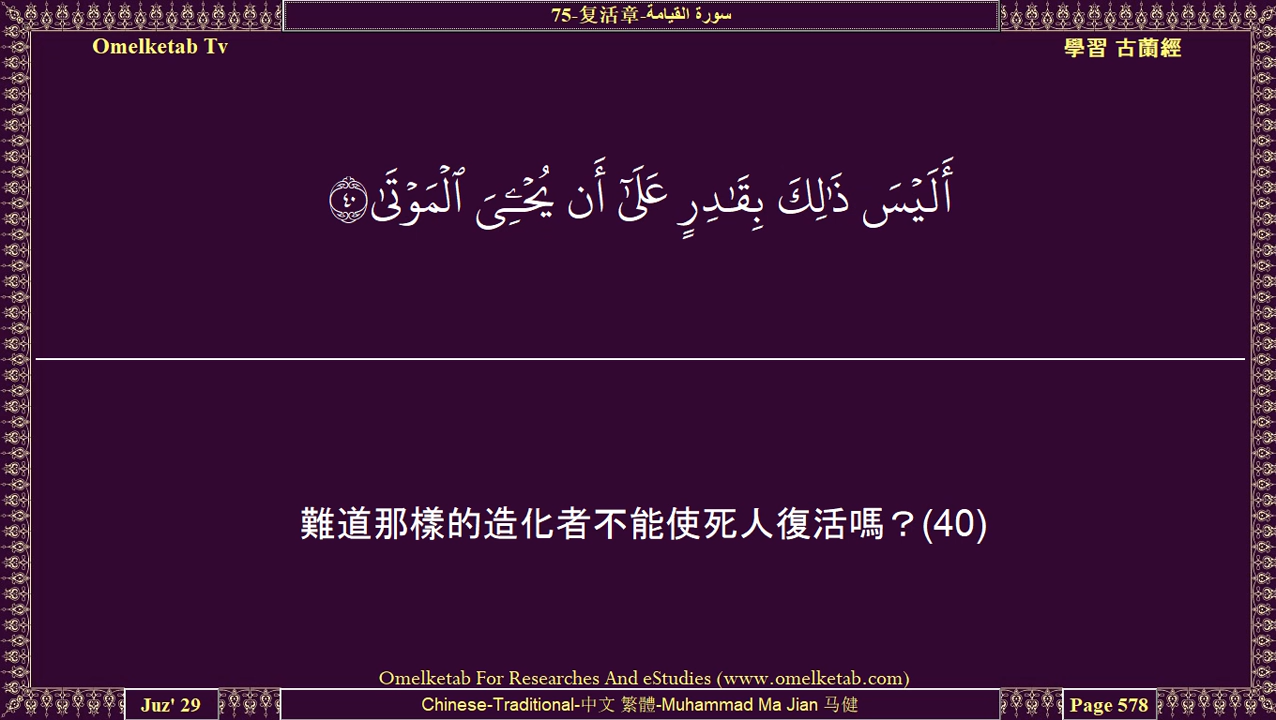 75-复活章-سورة القيامة
Omelketab Tv
學習 古蘭經
أَلَيۡسَ ذَٰلِكَ بِقَٰدِرٍ عَلَىٰٓ أَن يُحۡـِۧيَ ٱلۡمَوۡتَىٰ ٤٠
難道那樣的造化者不能使死人復活嗎？(40)
Omelketab For Researches And eStudies (www.omelketab.com)
Juz' 29
Chinese-Traditional-中文 繁體-Muhammad Ma Jian 马健
Page 578